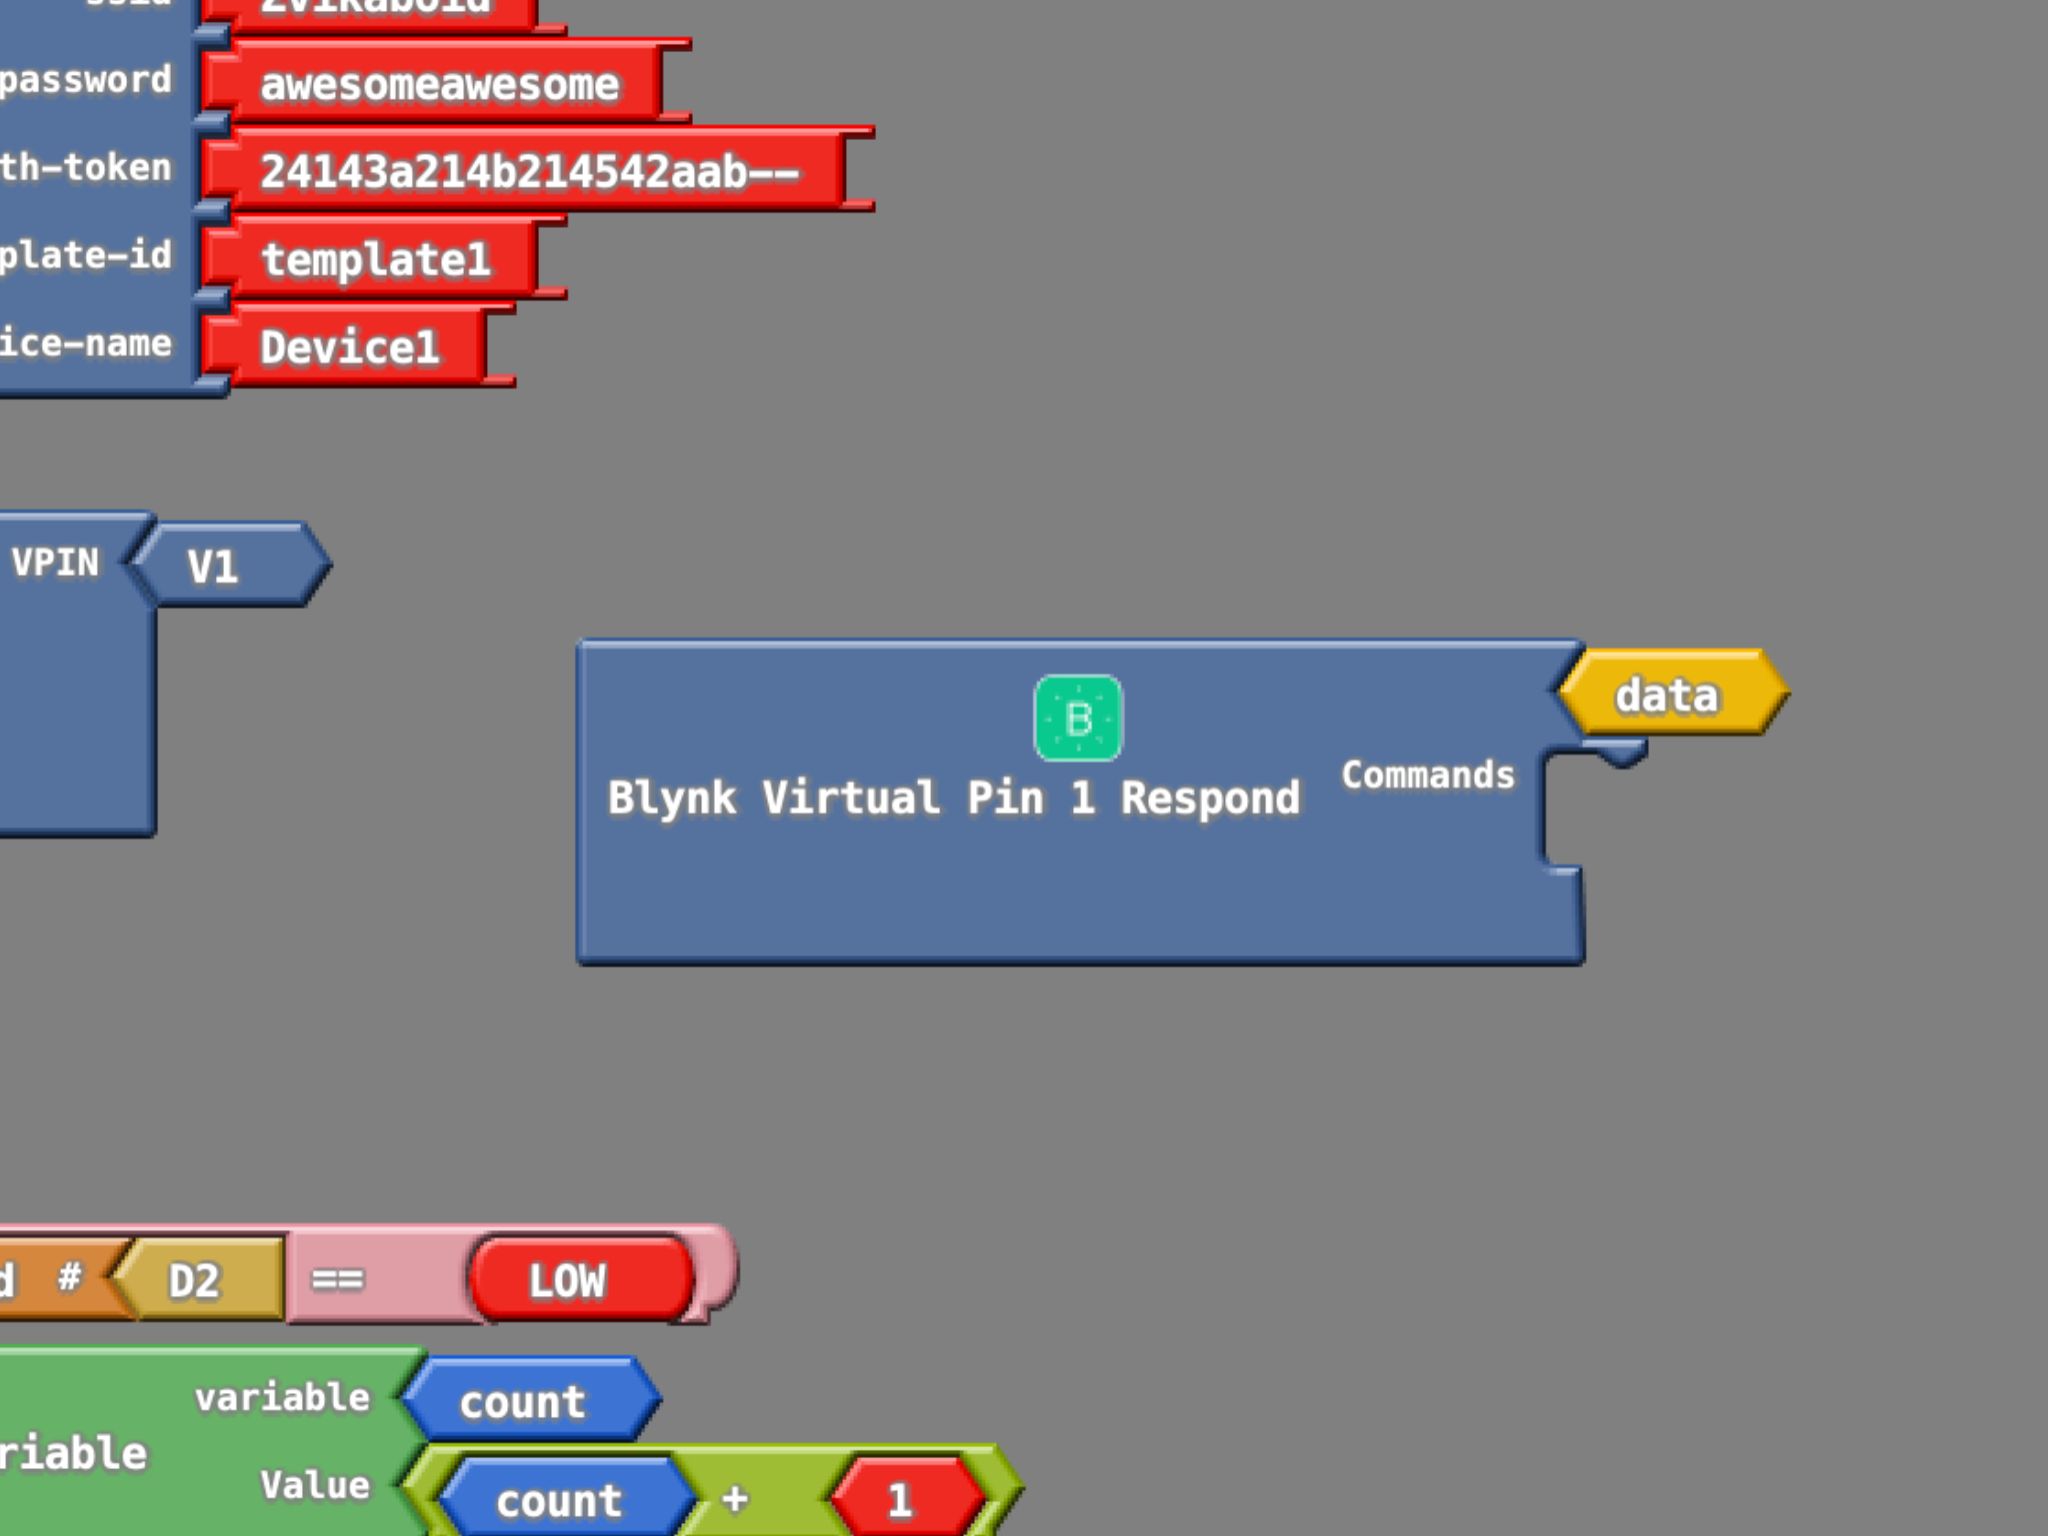 password awesomeawesome
th-token 24143a214b214542aab--
plate-id template1
ice-name Device1
VPIN V1
data
B
Commands
Blynk Virtual Pin 1 Respond
d # D2 == LOW
variable count
riable
Value count + 1